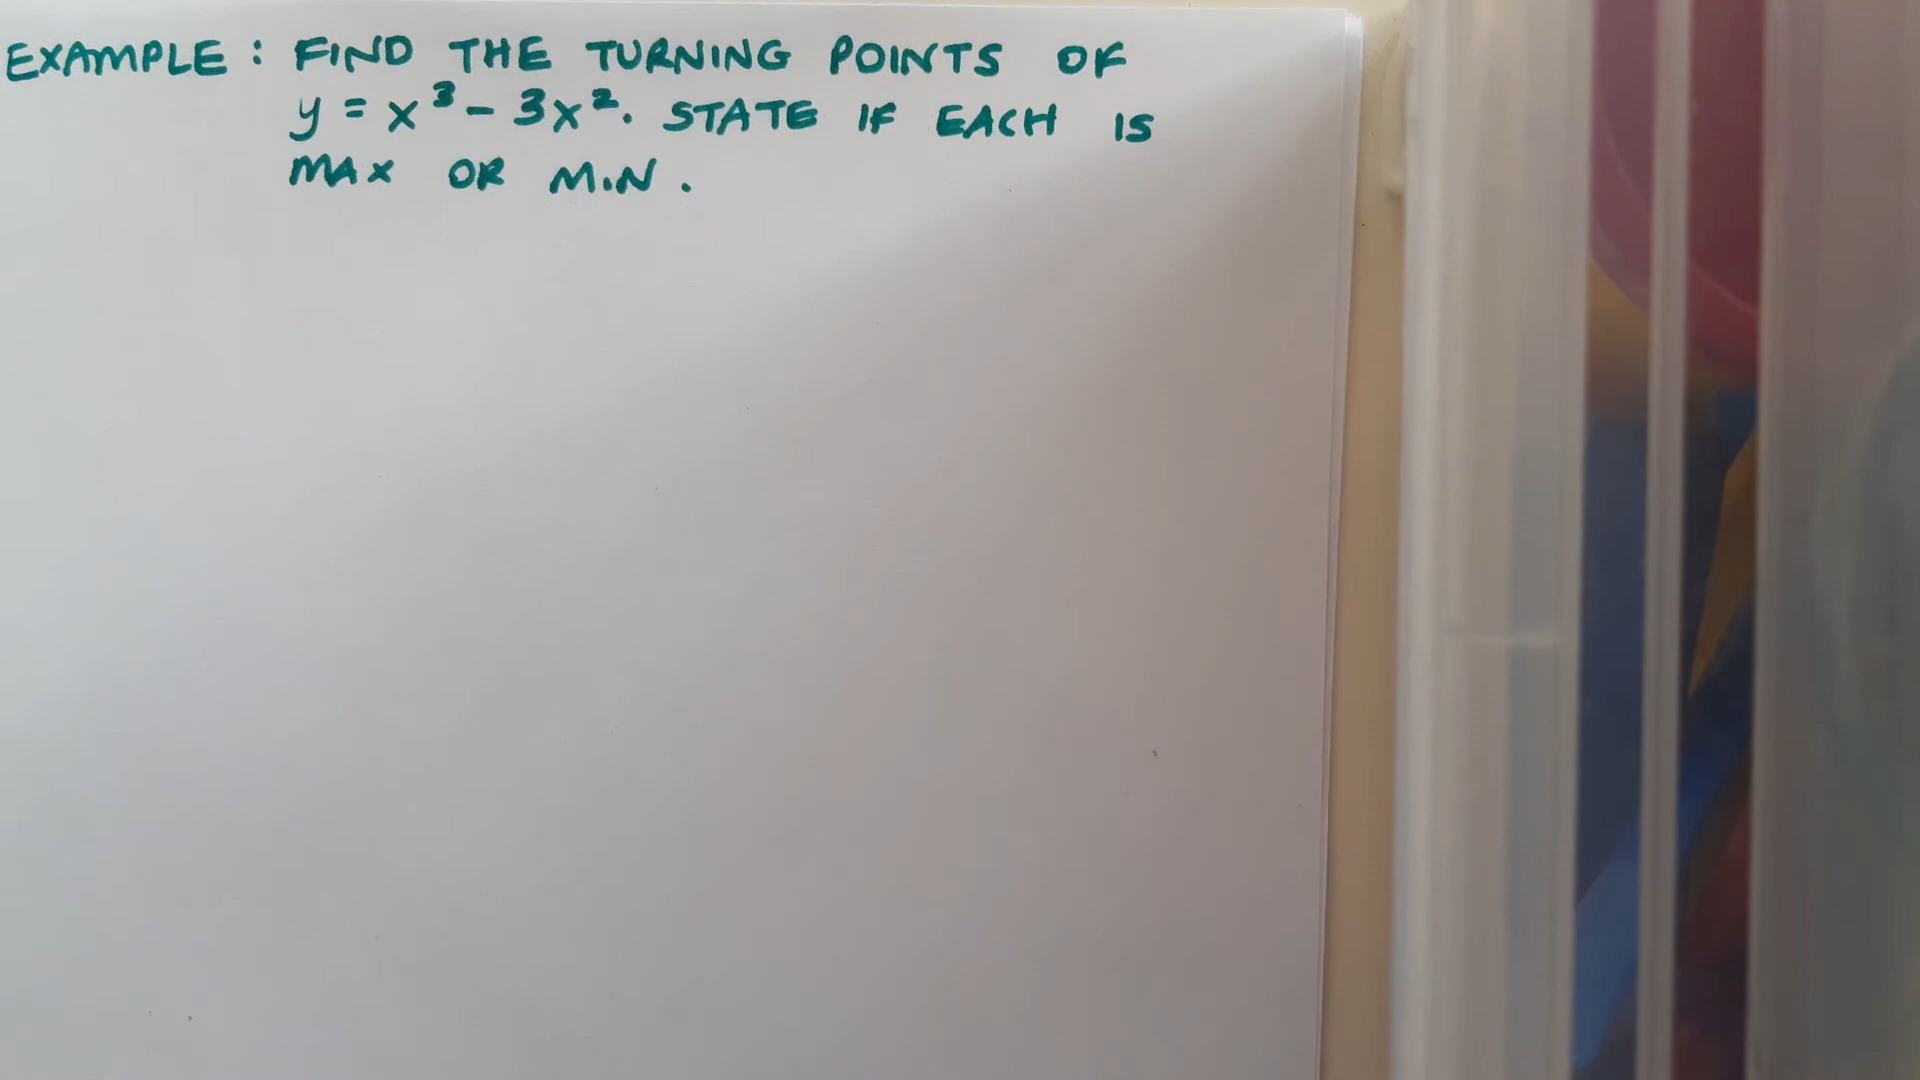 EXAMPLE: FIND THE TURNING POINTS OF
y = x³ - 3x². STATE IF EACH IS
MAX OR MIN.